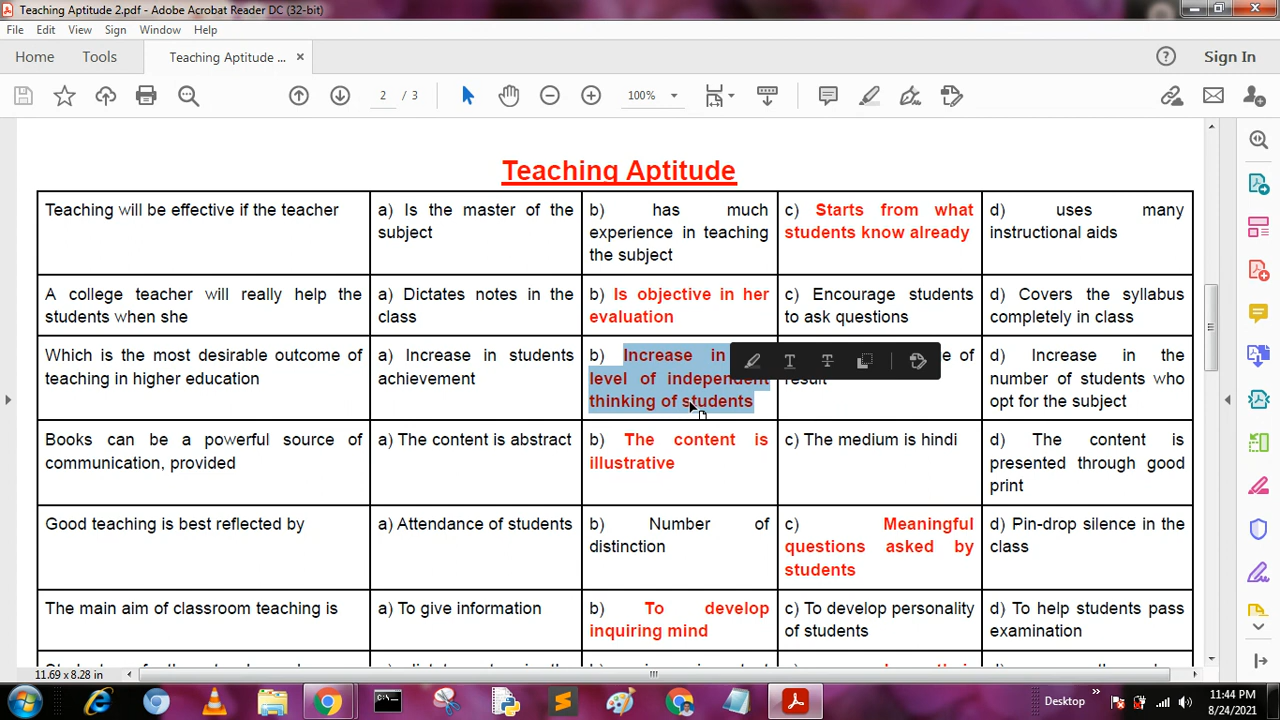 Teaching Aptitude 2.pdf - Adobe Acrobat Reader DC (32-bit)
File Edit View Sign Window Help
Home Tools Teaching Aptitude ... × Sign In
2 / 3 100%
Teaching Aptitude
Teaching will be effective if the teacher
a) Is the master of the
subject
b) has much
experience in teaching
the subject
c) Starts from what
students know already
d) uses many
instructional aids
A college teacher will really help the
students when she
a) Dictates notes in the
class
b) Is objective in her
evaluation
c) Encourage students
to ask questions
d) Covers the syllabus
completely in class
Which is the most desirable outcome of
teaching in higher education
a) Increase in students
achievement
b) Increase in
level of independent
thinking of students
of
result
d) Increase in the
number of students who
opt for the subject
Books can be a powerful source of
communication, provided
a) The content is abstract
b) The content is
illustrative
c) The medium is hindi
d) The content is
presented through good
print
Good teaching is best reflected by
a) Attendance of students
b) Number of
distinction
c) Meaningful
questions asked by
students
d) Pin-drop silence in the
class
The main aim of classroom teaching is
a) To give information
b) To develop
inquiring mind
c) To develop personality
of students
d) To help students pass
examination
11.69 x 8.28 in
Desktop
11:44 PM
8/24/2021